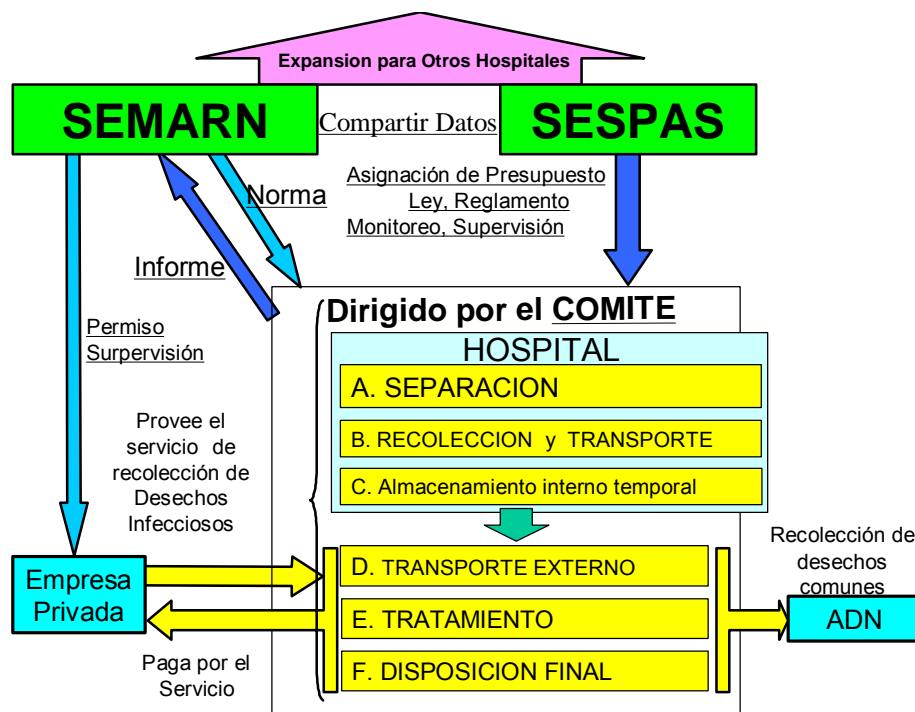 Expansion para Otros Hospitales
SEMARN
Compartir Datos
SESPAS
Asignación de Presupuesto
Ley, Reglamento
Monitoreo, Supervisión
Norma
Informe
Permiso
Surpervisión
Dirigido por el COMITE
HOSPITAL
A. SEPARACION
B. RECOLECCION y TRANSPORTE
C. Almacenamiento interno temporal
Provee el
servicio de
recolección de
Desechos
Infecciosos
Empresa
Privada
Paga por el
Servicio
D. TRANSPORTE EXTERNO
E. TRATAMIENTO
F. DISPOSICION FINAL
Recolección de
desechos
comunes
ADN